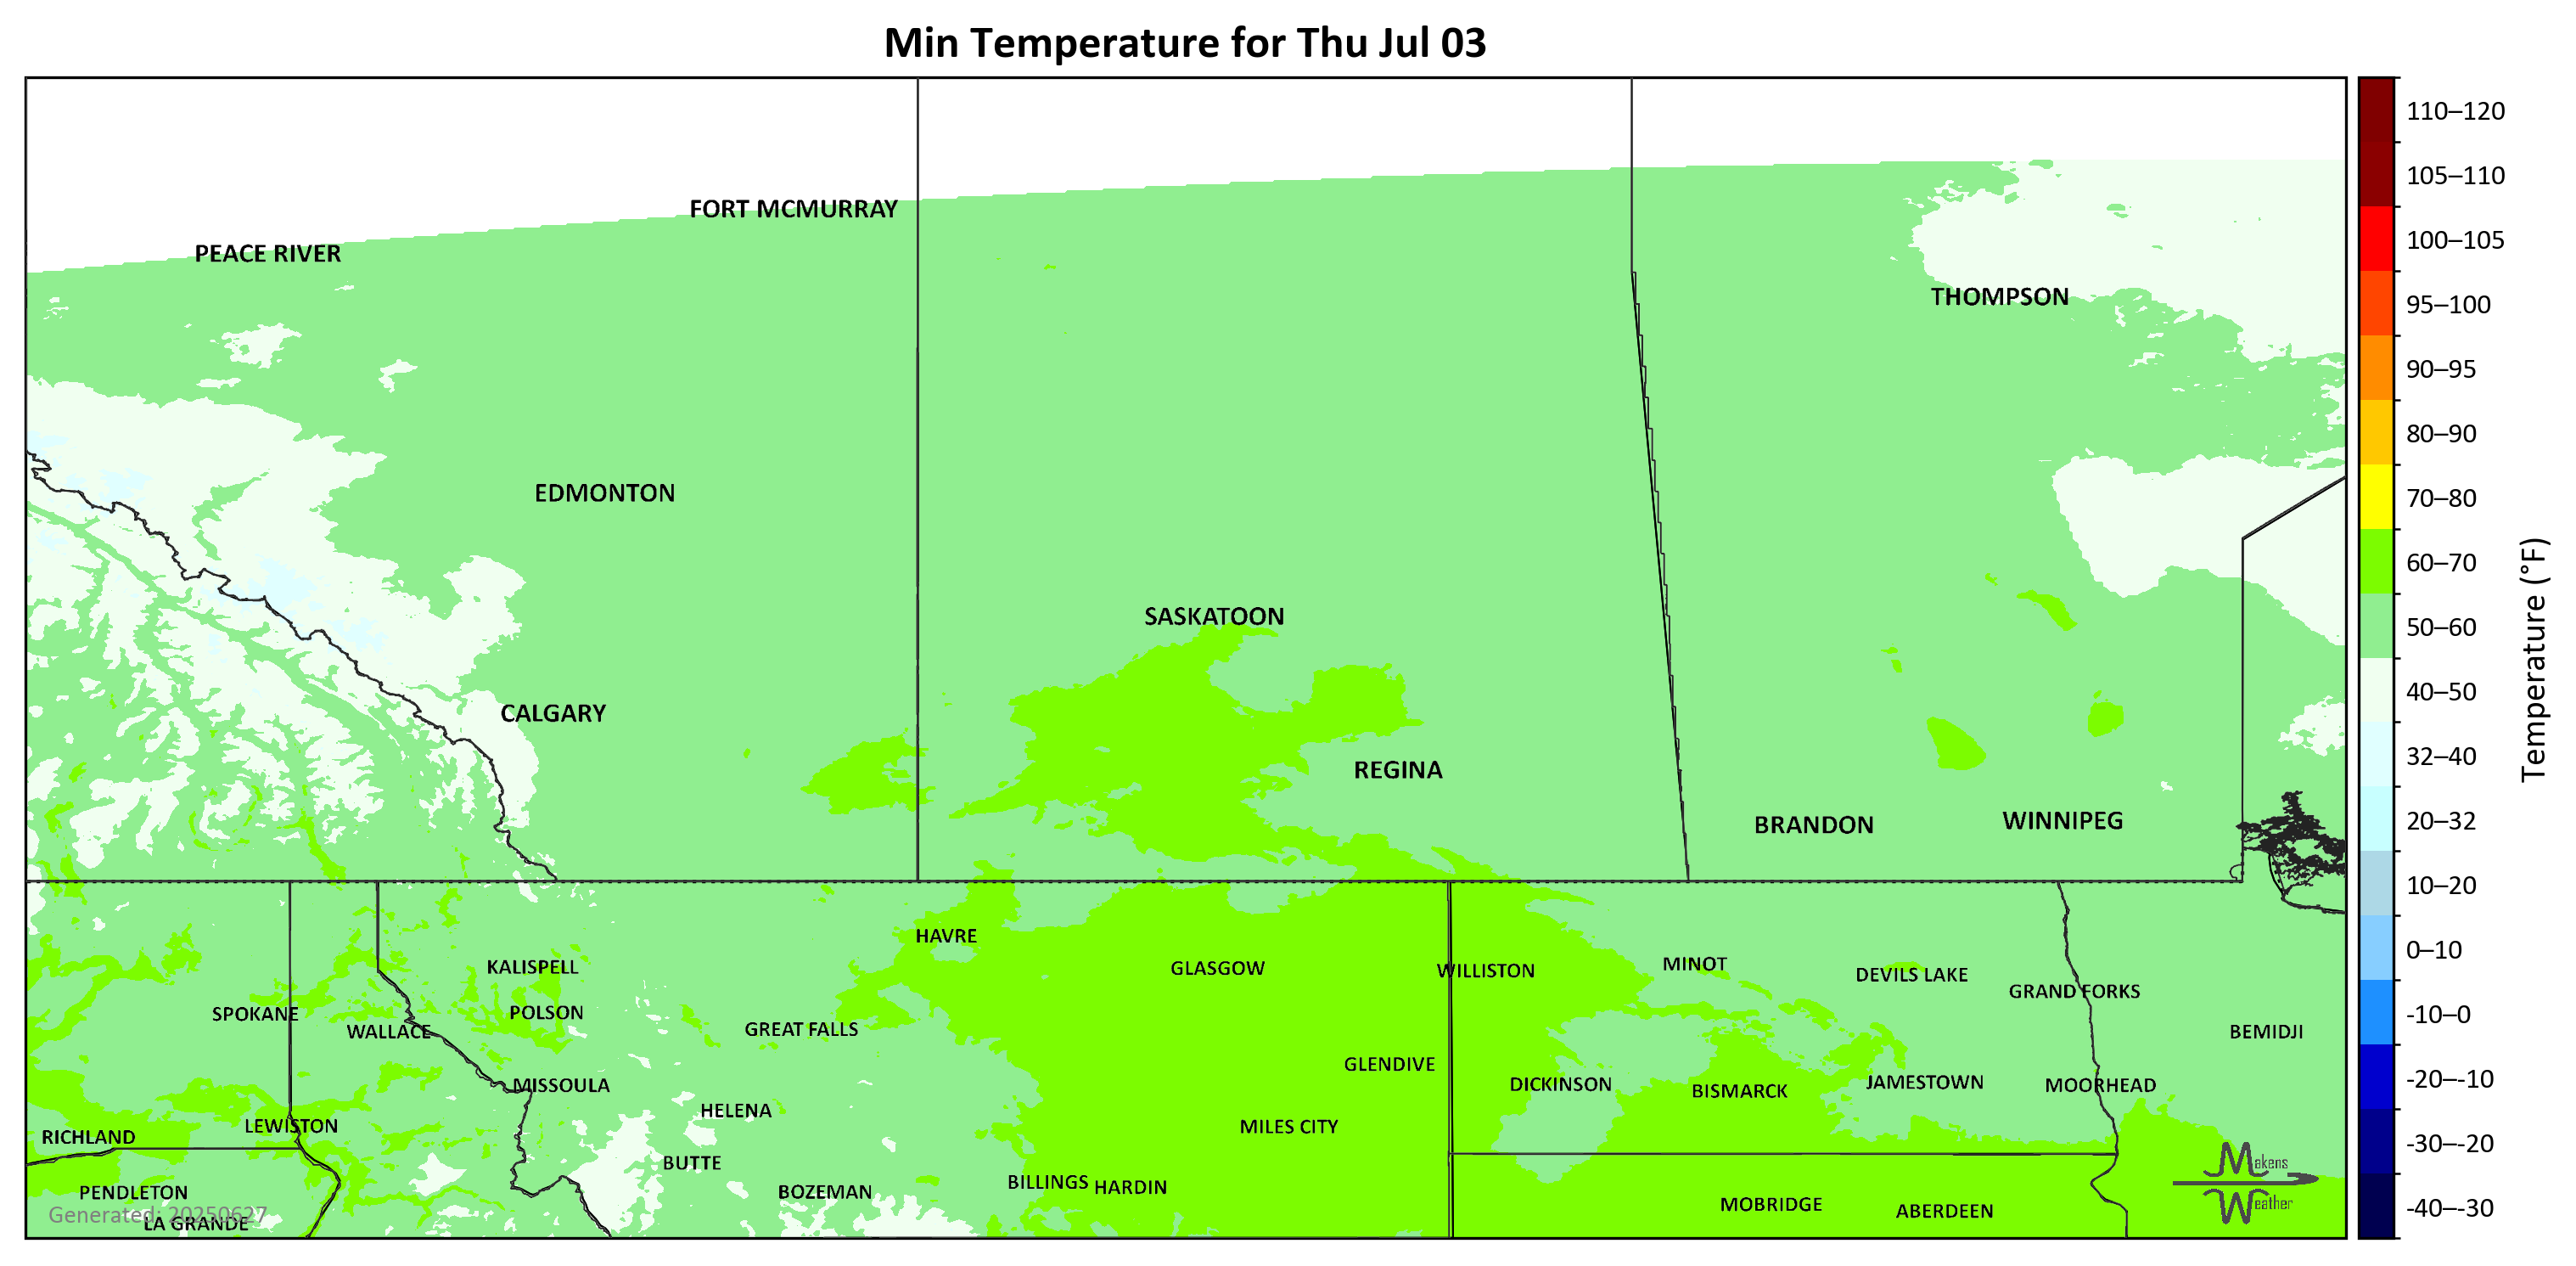 Min Temperature for Thu Jul 03
FORT MCMURRAY
PEACE RIVER
THOMPSON
EDMONTON
SASKATOON
CALGARY
REGINA
BRANDON
WINNIPEG
HAVRE
KALISPELL
GLASGOW
WILLISTON
MINOT
DEVILS LAKE
GRAND FORKS
SPOKANE
POLSON
WALLACE
GREAT FALLS
BEMIDJI
GLENDIVE
MISSOULA
DICKINSON
BISMARCK
JAMESTOWN
MOORHEAD
HELENA
LEWISTON
MILES CITY
RICHLAND
BUTTE
BILLINGS
HARDIN
PENDLETON
BOZEMAN
MOBRIDGE
ABERDEEN
Generated: 20250627
LA GRANDE
Makens
Weather
110–120
105–110
100–105
95–100
90–95
80–90
70–80
60–70
50–60
40–50
32–40
20–32
10–20
0–10
-10–0
-20–-10
-30–-20
-40–-30
Temperature (°F)